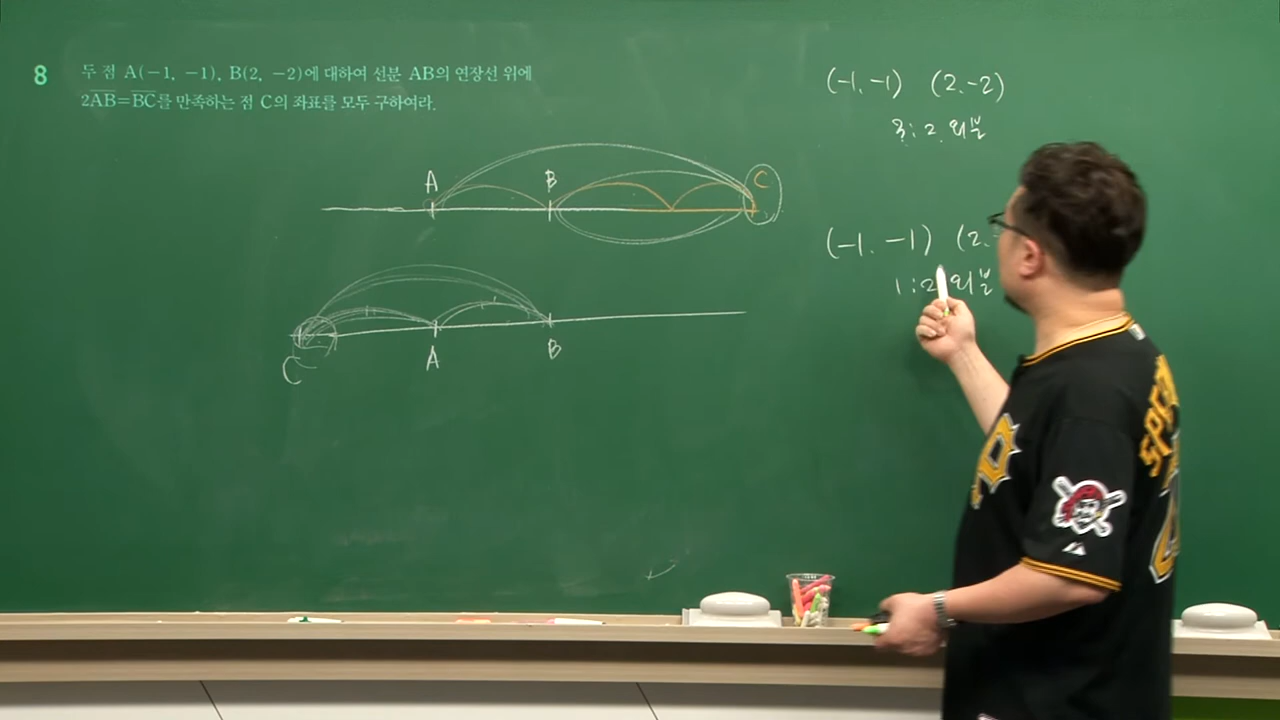 8 두 점 A(-1, -1), B(2, -2)에 대하여 선분 AB의 연장선 위에
2AB=BC를 만족하는 점 C의 좌표를 모두 구하여라.
(-1, -1) (2, -2)
3:2 외분
A B C
(-1, -1) (2,
1:2 외분
C A B
P